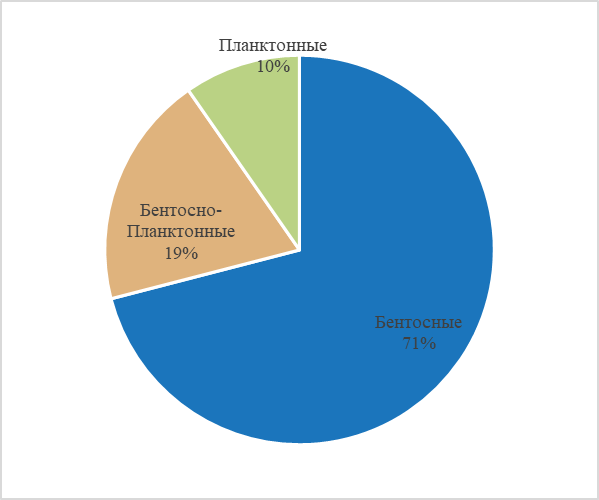 Планктонные
10%
Бентосно-
Планктонные
19%
Бентосные
71%